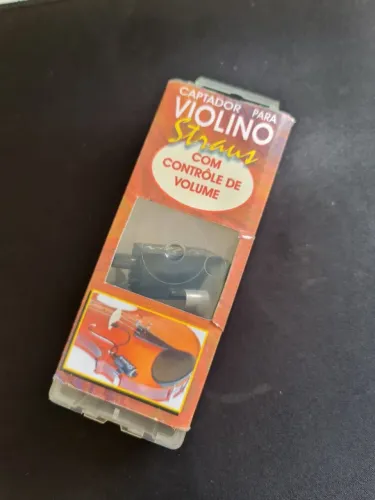 CAPTADOR PARA
VIOLINO
Straus
COM
CONTRÔLE DE
VOLUME